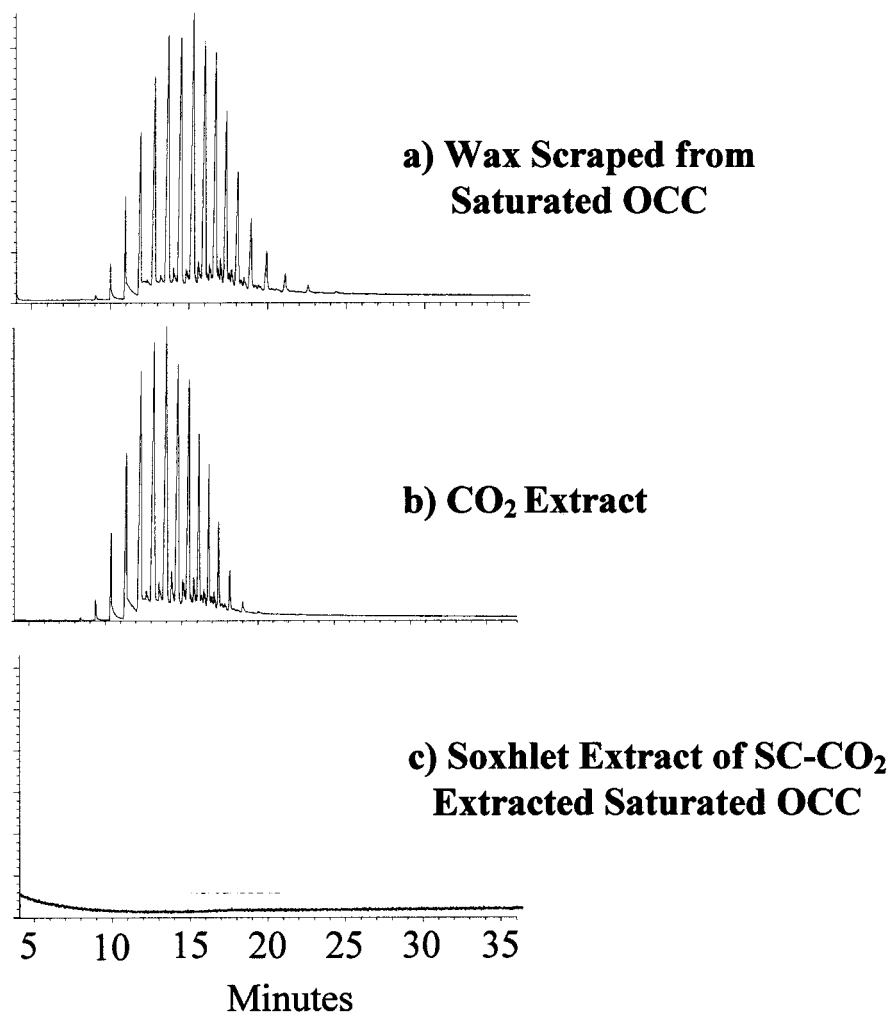 a) Wax Scraped from
Saturated OCC
b) CO₂ Extract
c) Soxhlet Extract of SC-CO₂
Extracted Saturated OCC
5 10 15 20 25 30 35
Minutes